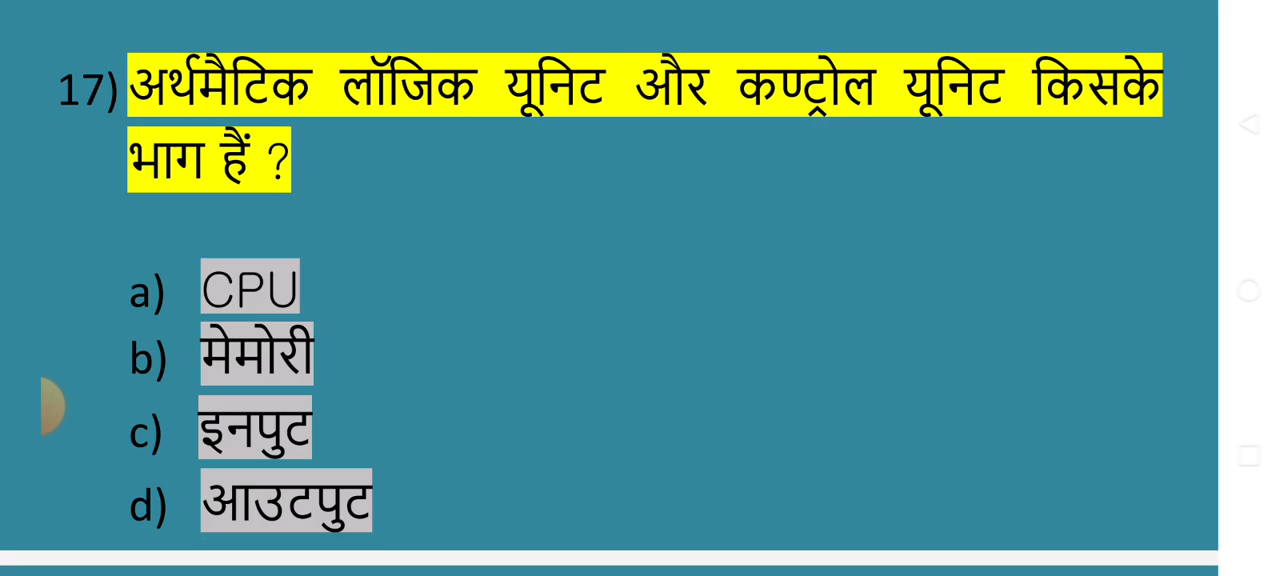 17) अर्थमैटिक लॉजिक यूनिट और कण्ट्रोल यूनिट किसके
भाग हैं ?
a) CPU
b) मेमोरी
c) इनपुट
d) आउटपुट